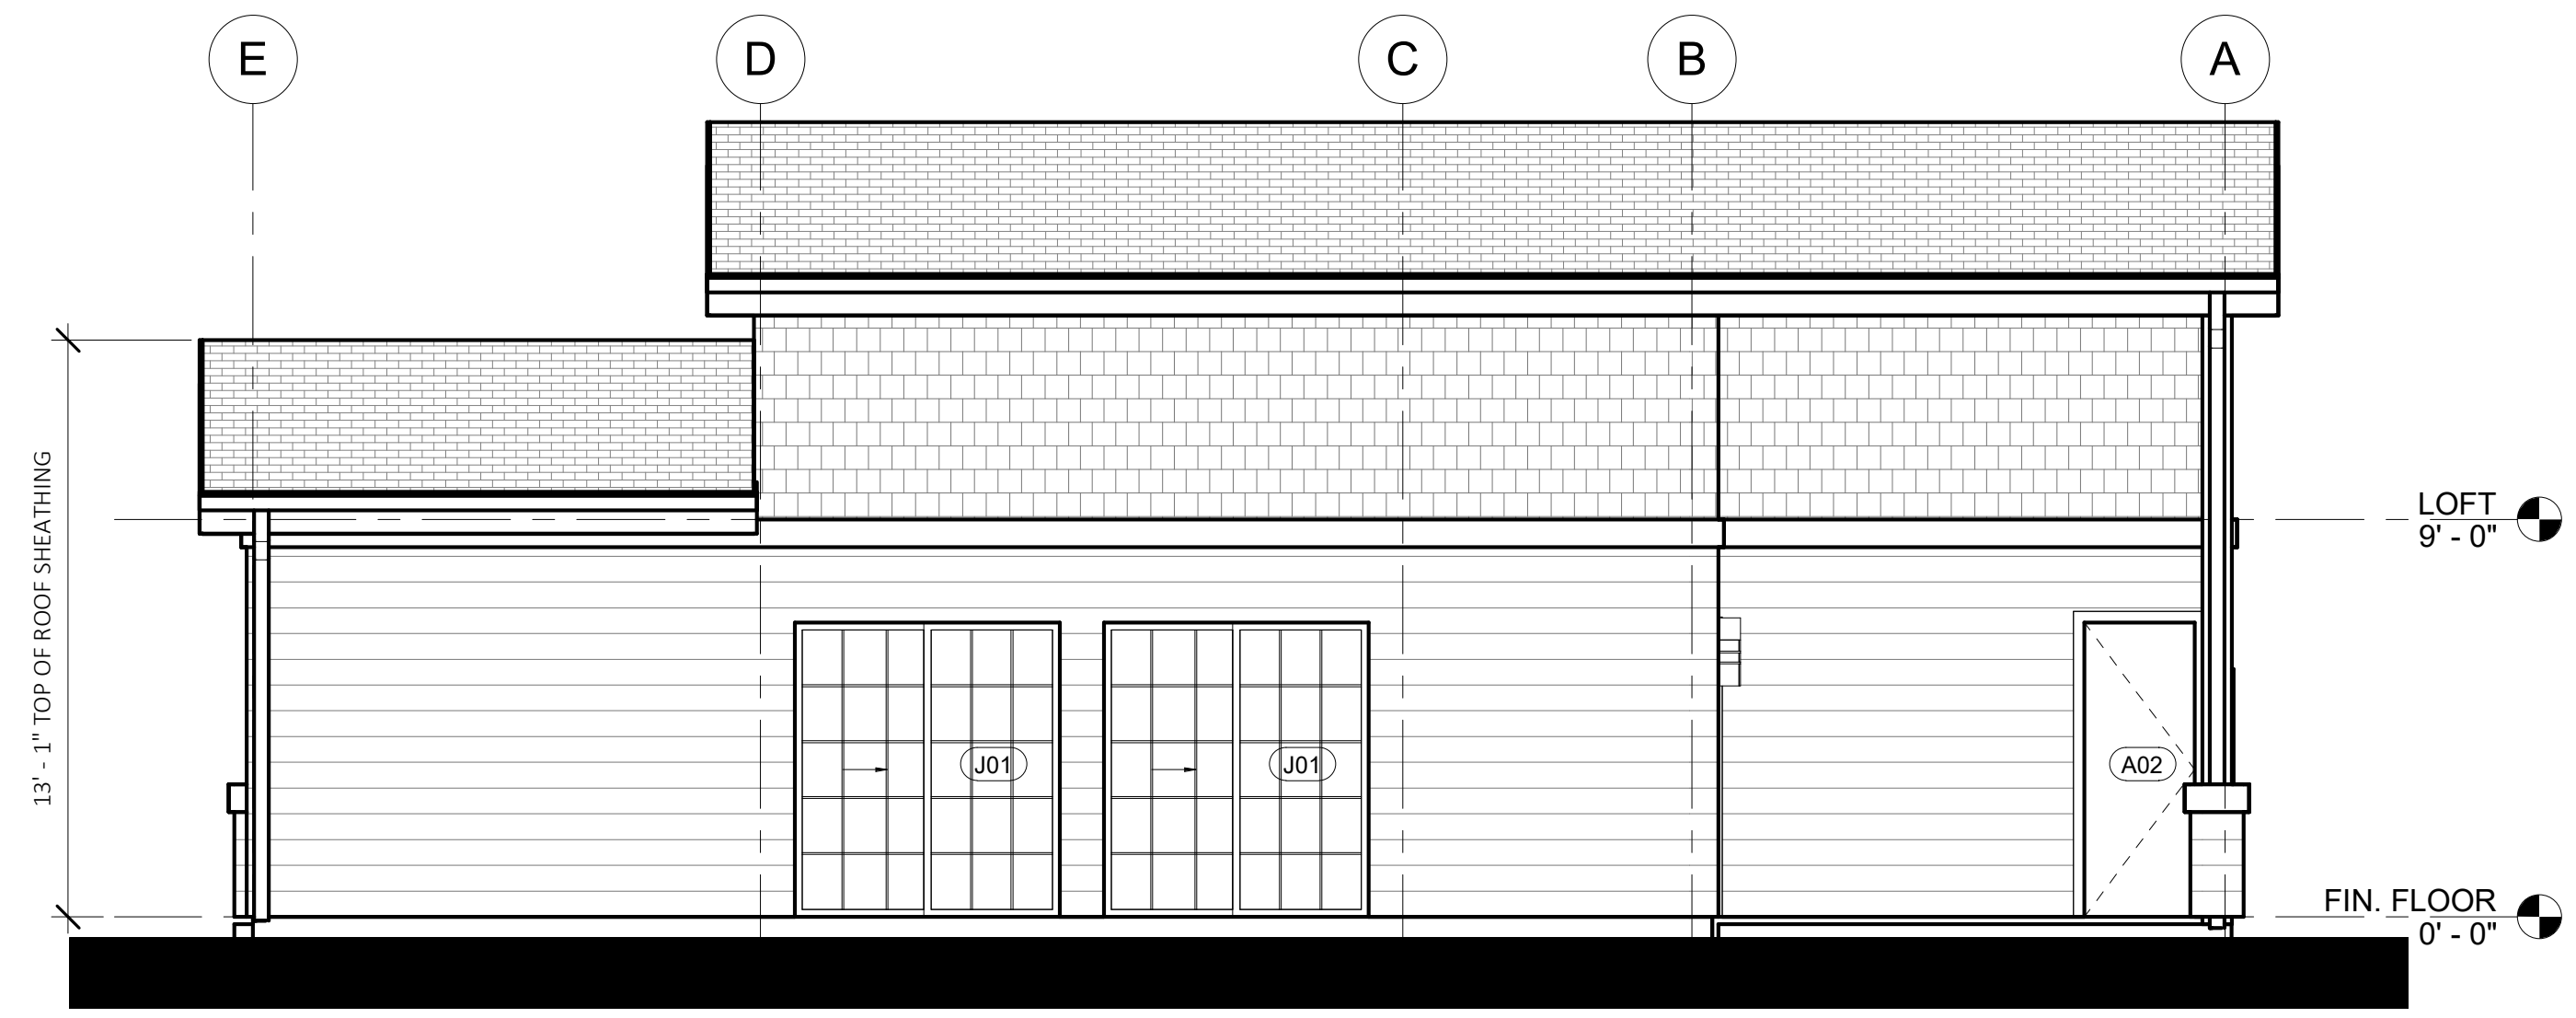 E
D
C
B
A
13' - 1" TOP OF ROOF SHEATHING
LOFT
9' - 0"
J01
J01
A02
FIN. FLOOR
0' - 0"